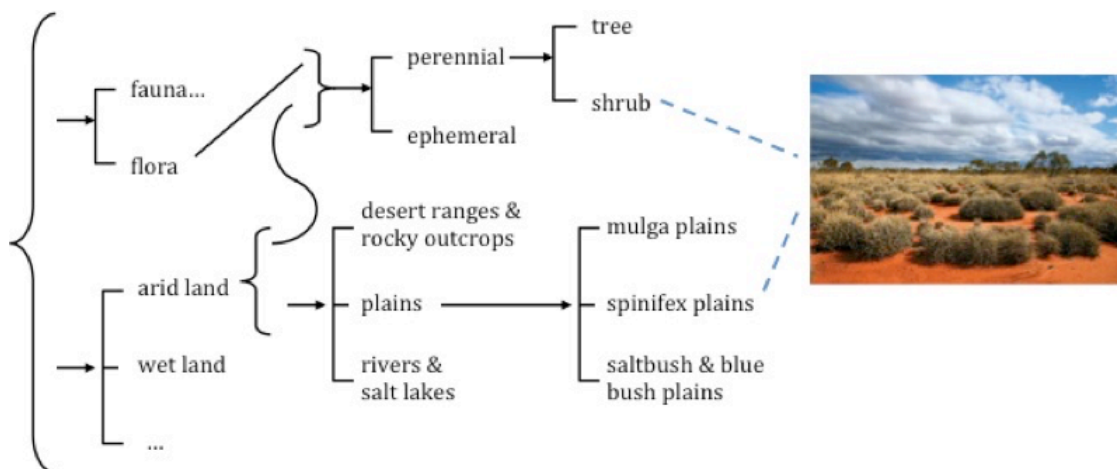 fauna...
flora
perennial
ephemeral
tree
shrub
arid land
wet land
...
desert ranges &
rocky outcrops
plains
rivers &
salt lakes
mulga plains
spinifex plains
saltbush & blue
bush plains